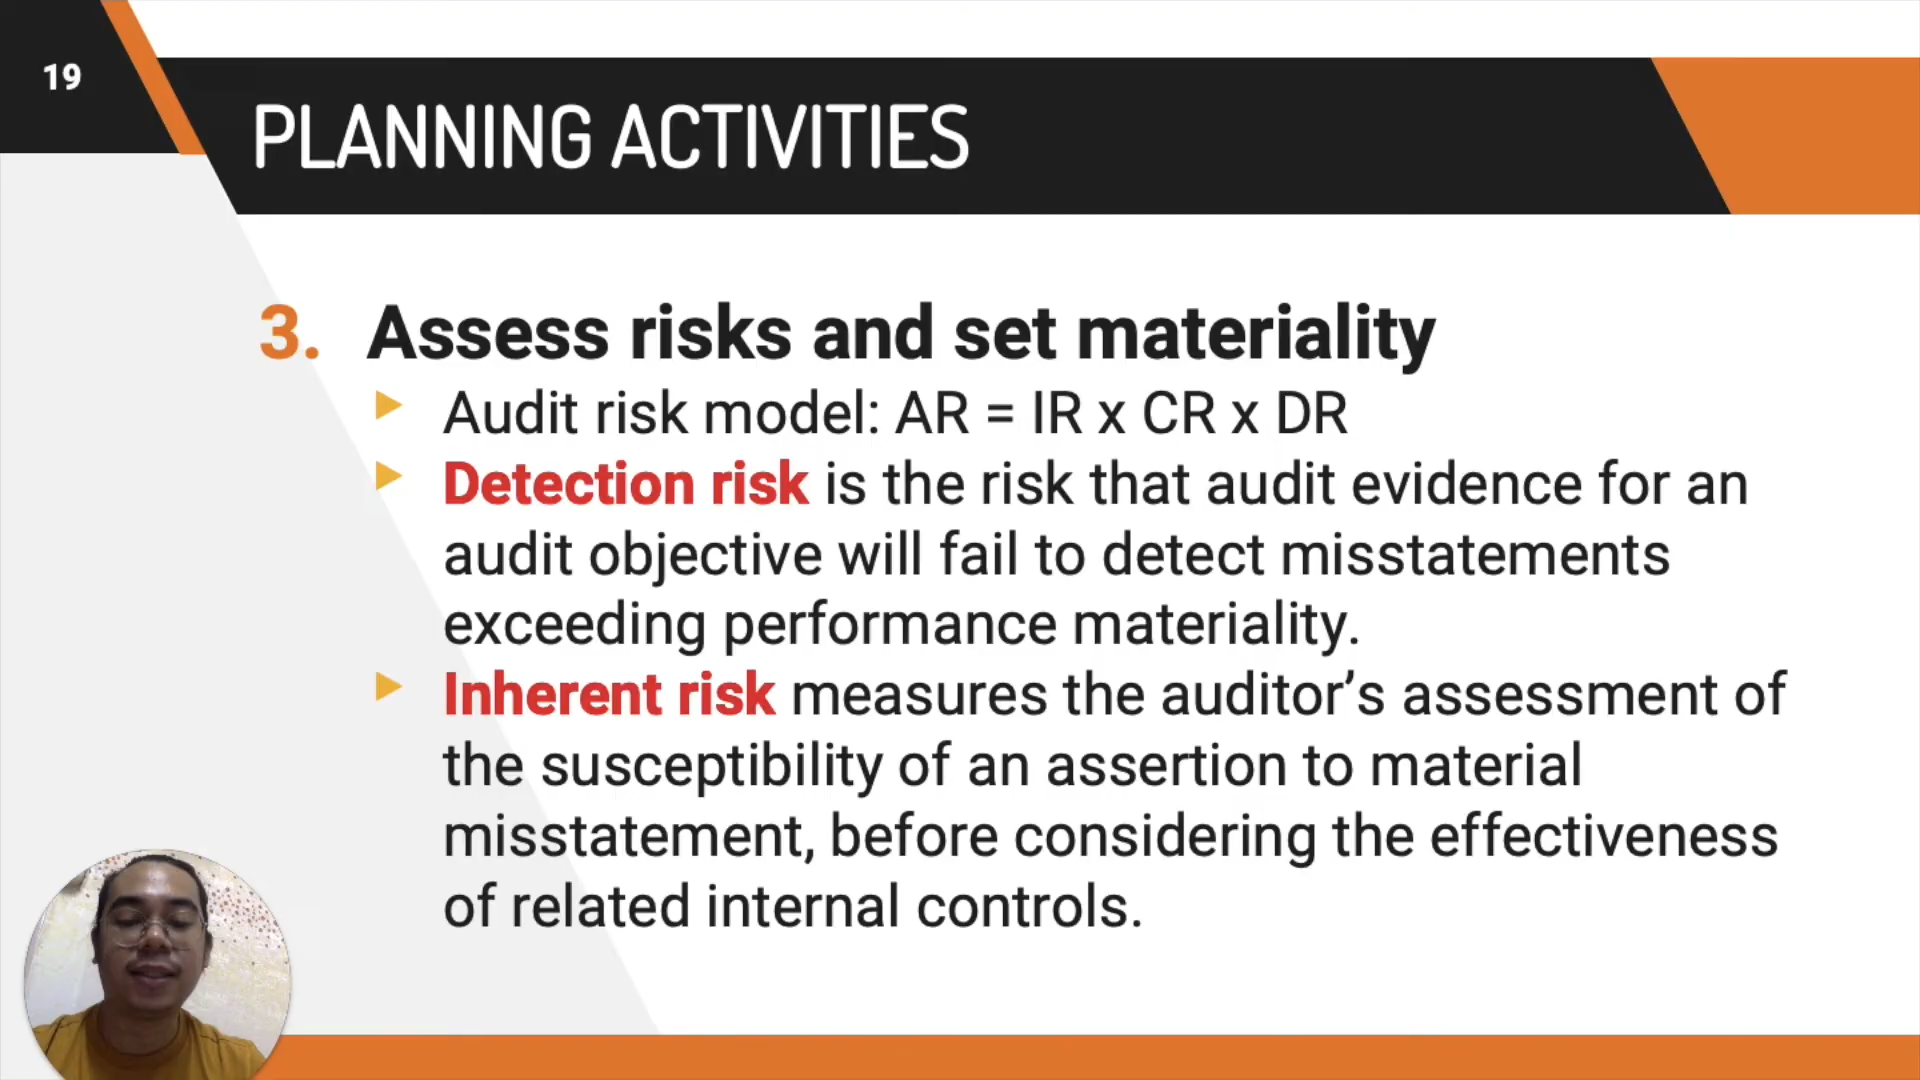 19
PLANNING ACTIVITIES
3. Assess risks and set materiality
Audit risk model: AR = IR x CR x DR
Detection risk is the risk that audit evidence for an
audit objective will fail to detect misstatements
exceeding performance materiality.
Inherent risk measures the auditor’s assessment of
the susceptibility of an assertion to material
misstatement, before considering the effectiveness
of related internal controls.